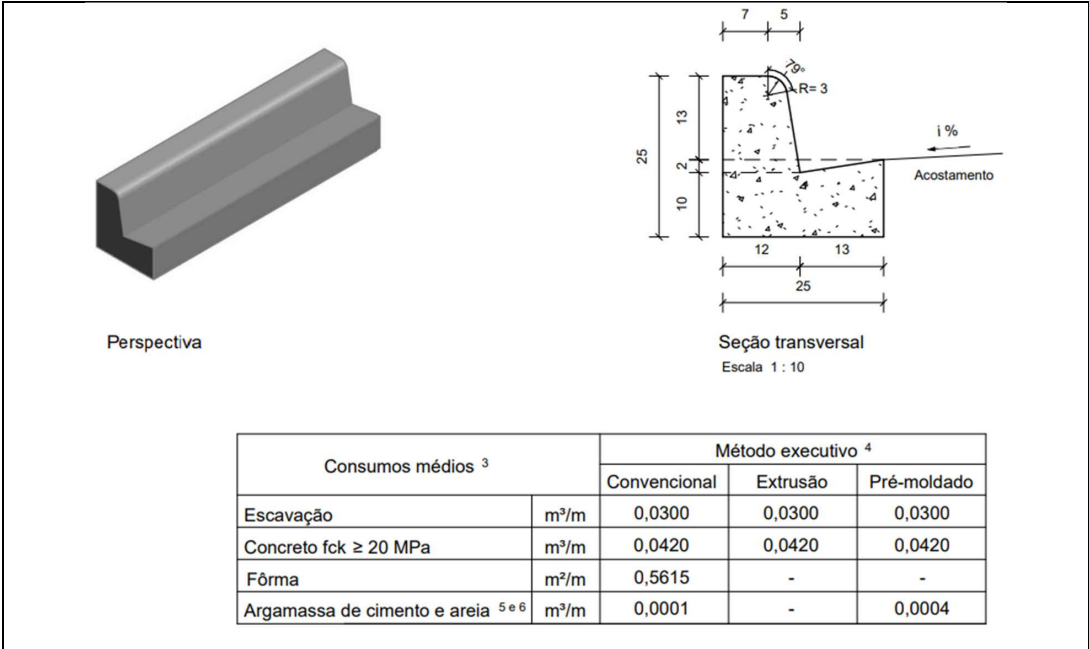 7 5
79°
R= 3
13
25
2
10
i %
Acostamento
12 13
25
Perspectiva
Seção transversal
Escala 1 : 10
Consumos médios ³
Método executivo ⁴
Convencional Extrusão Pré-moldado
Escavação m³/m 0,0300 0,0300 0,0300
Concreto fck ≥ 20 MPa m³/m 0,0420 0,0420 0,0420
Fôrma m²/m 0,5615 - -
Argamassa de cimento e areia ⁵ ᵉ ⁶ m³/m 0,0001 - 0,0004